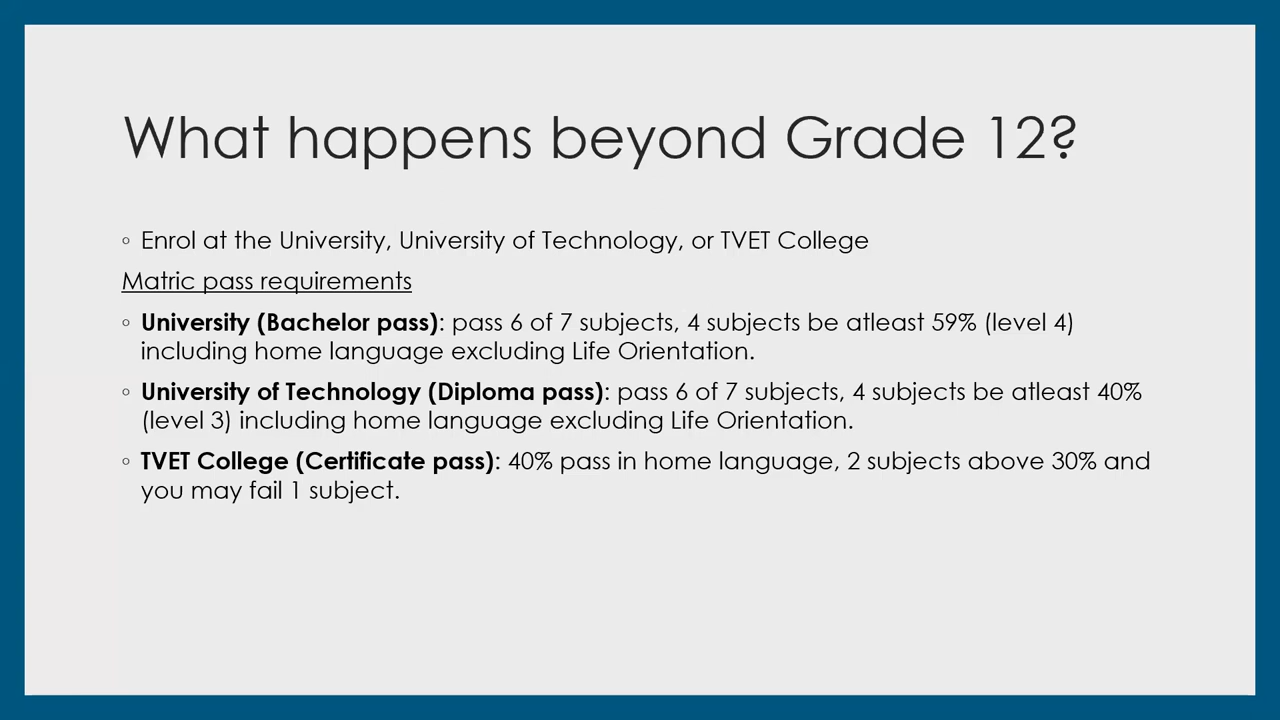 What happens beyond Grade 12?
◦ Enrol at the University, University of Technology, or TVET College
Matric pass requirements
◦ University (Bachelor pass): pass 6 of 7 subjects, 4 subjects be atleast 59% (level 4)
including home language excluding Life Orientation.
◦ University of Technology (Diploma pass): pass 6 of 7 subjects, 4 subjects be atleast 40%
(level 3) including home language excluding Life Orientation.
◦ TVET College (Certificate pass): 40% pass in home language, 2 subjects above 30% and
you may fail 1 subject.